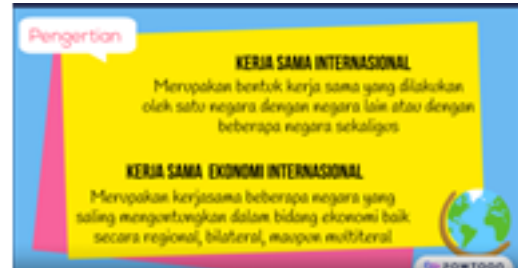 Pengertian
KERJA SAMA INTERNASIONAL
Merupakan bentuk kerja sama yang dilakukan
oleh satu negara dengan negara lain atau dengan
beberapa negara sekaligus
KERJA SAMA EKONOMI INTERNASIONAL
Merupakan kerjasama beberapa negara yang
saling menguntungkan dalam bidang ekonomi baik
secara regional, bilateral, maupun multiteral
POWTOON